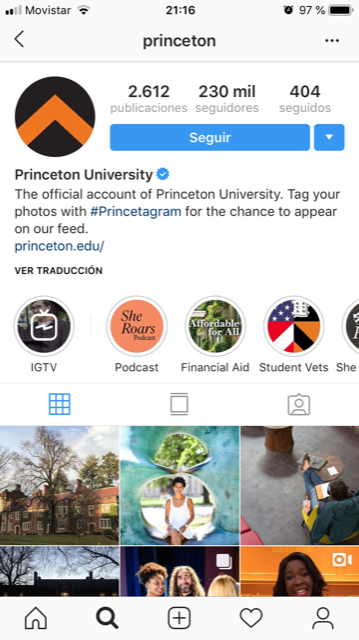 Movistar 21:16 97 %
princeton
2.612 230 mil 404
publicaciones seguidores seguidos
Seguir
Princeton University
The official account of Princeton University. Tag your
photos with #Princetagram for the chance to appear
on our feed.
princeton.edu/
VER TRADUCCIÓN
She
Roars
Podcast
Affordable
for All
IGTV Podcast Financial Aid Student Vets She